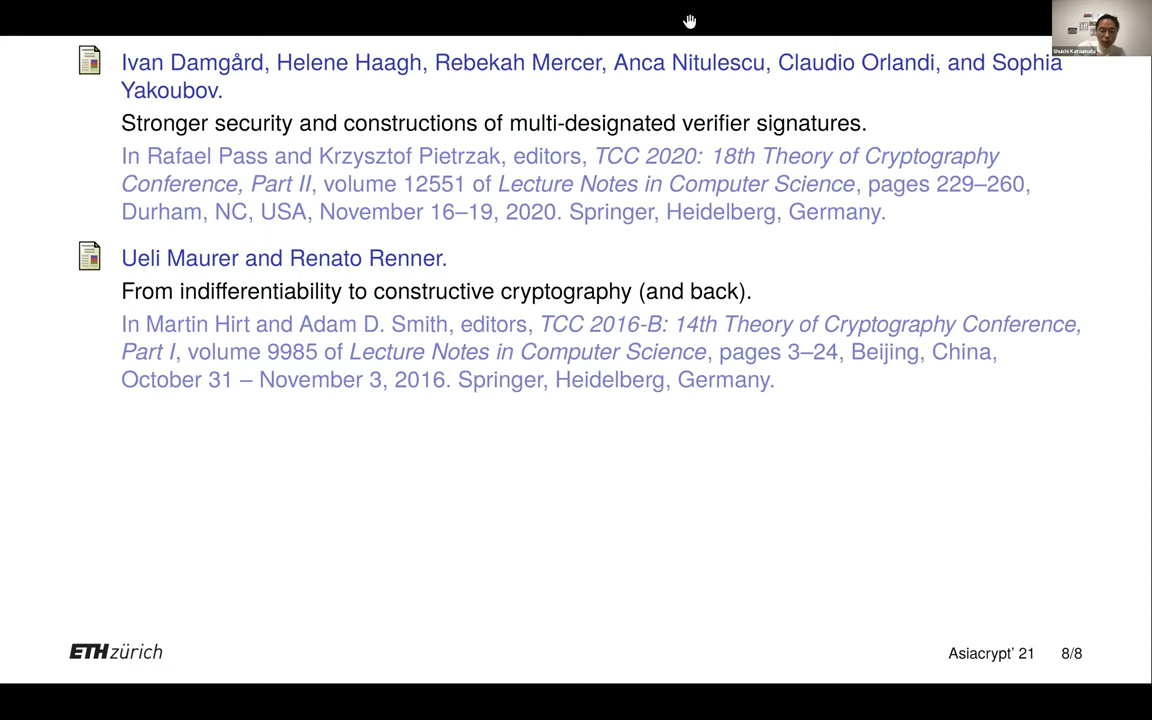 Shuichi Katsumata
Ivan Damgård, Helene Haagh, Rebekah Mercer, Anca Nitulescu, Claudio Orlandi, and Sophia
Yakoubov.
Stronger security and constructions of multi-designated verifier signatures.
In Rafael Pass and Krzysztof Pietrzak, editors, TCC 2020: 18th Theory of Cryptography
Conference, Part II, volume 12551 of Lecture Notes in Computer Science, pages 229–260,
Durham, NC, USA, November 16–19, 2020. Springer, Heidelberg, Germany.
Ueli Maurer and Renato Renner.
From indifferentiability to constructive cryptography (and back).
In Martin Hirt and Adam D. Smith, editors, TCC 2016-B: 14th Theory of Cryptography Conference,
Part I, volume 9985 of Lecture Notes in Computer Science, pages 3–24, Beijing, China,
October 31 – November 3, 2016. Springer, Heidelberg, Germany.
ETH zürich
Asiacrypt' 21 8/8